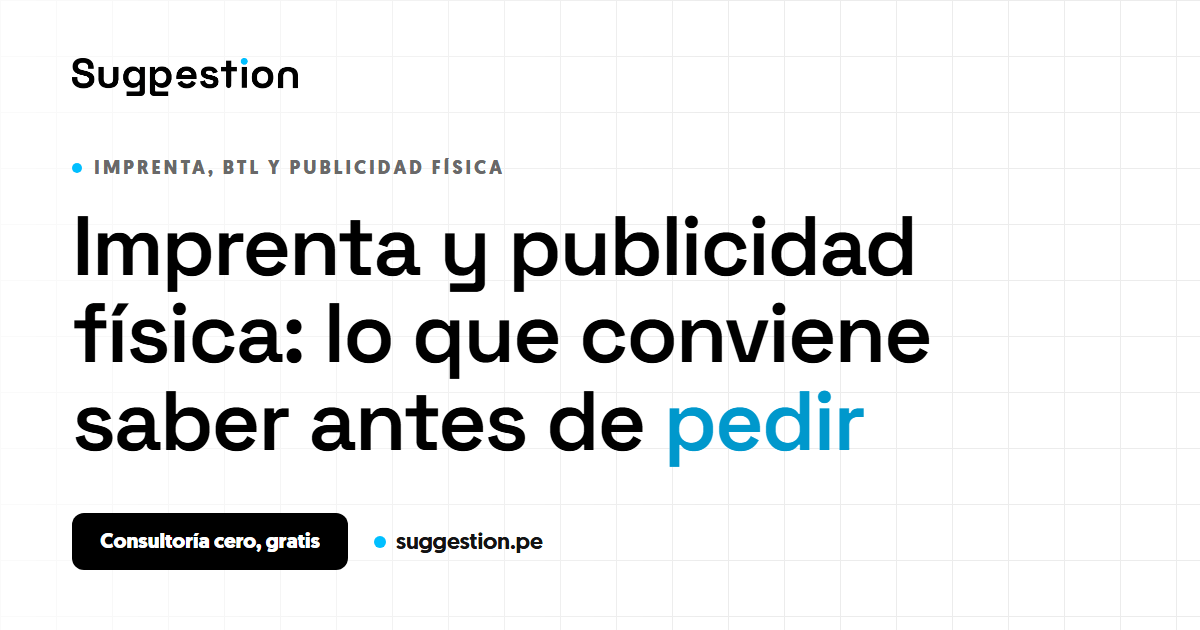 Suggestion
IMPRENTA, BTL Y PUBLICIDAD FÍSICA
Imprenta y publicidad
física: lo que conviene
saber antes de pedir
Consultoría cero, gratis
suggestion.pe